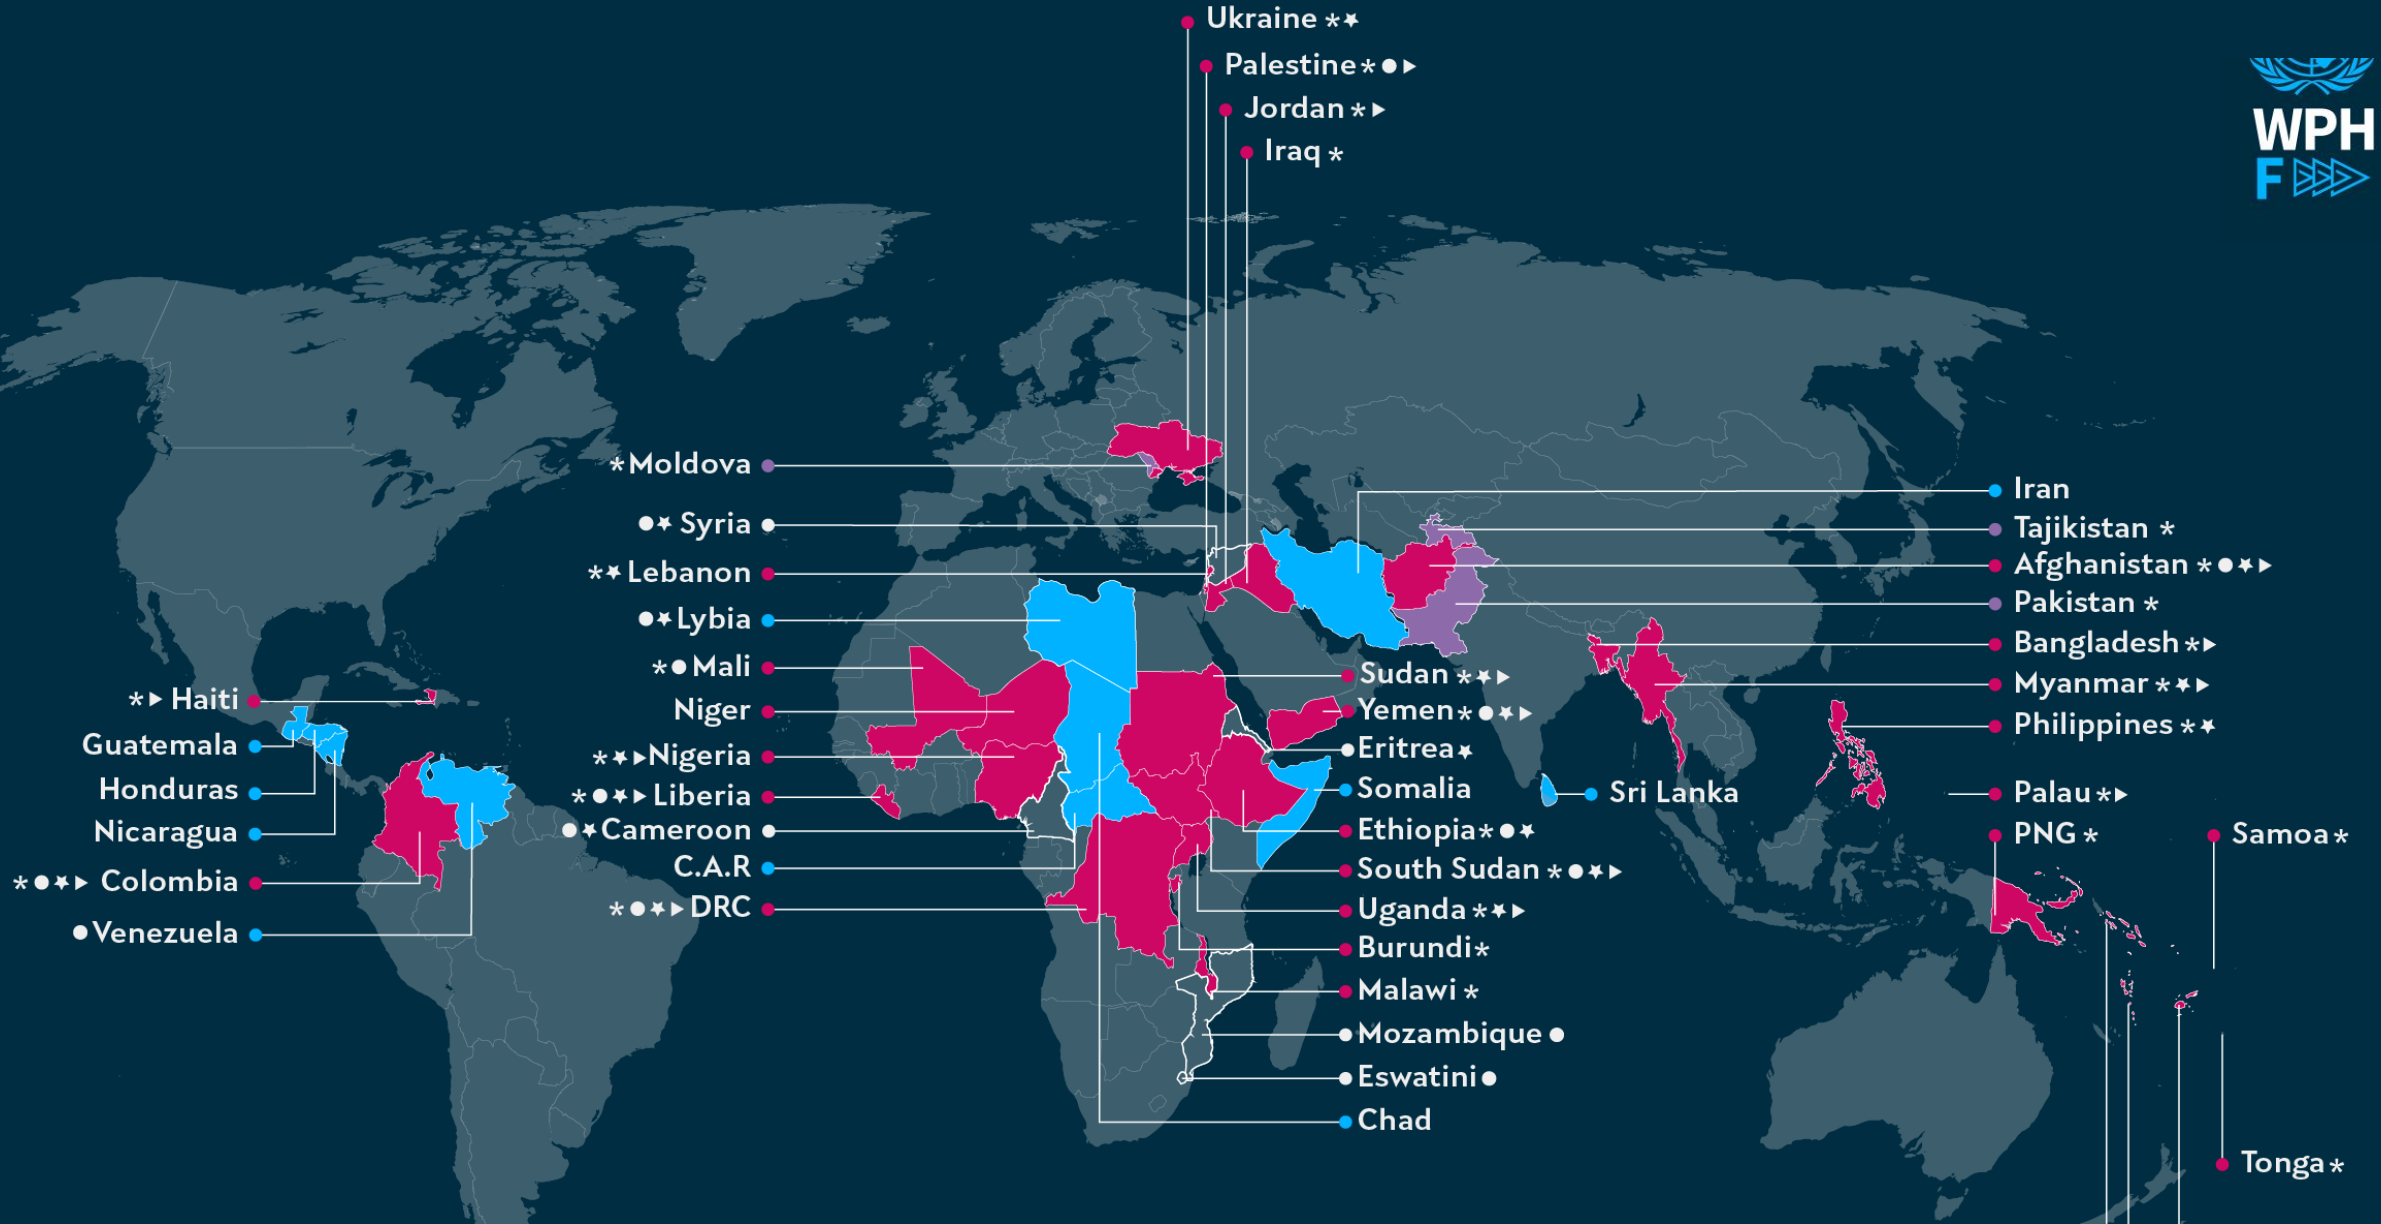 Ukraine *★
Palestine *●▶
Jordan *▶
Iraq *
WPH
F
*Moldova
●★ Syria
*★ Lebanon
●★ Lybia
*● Mali
Niger
*★▶ Nigeria
*●★▶ Liberia
●★ Cameroon
C.A.R
*●★▶ DRC
*▶ Haiti
Guatemala
Honduras
Nicaragua
*●★▶ Colombia
● Venezuela
Sudan *★▶
Yemen *●★▶
Eritrea ★
Somalia
Ethiopia *●★
South Sudan *●★▶
Uganda *★▶
Burundi *
Malawi *
Mozambique ●
Eswatini ●
Chad
Sri Lanka
Iran
Tajikistan *
Afghanistan *●★▶
Pakistan *
Bangladesh *▶
Myanmar *★▶
Philippines *★
Palau *▶
PNG *
Samoa *
Tonga *